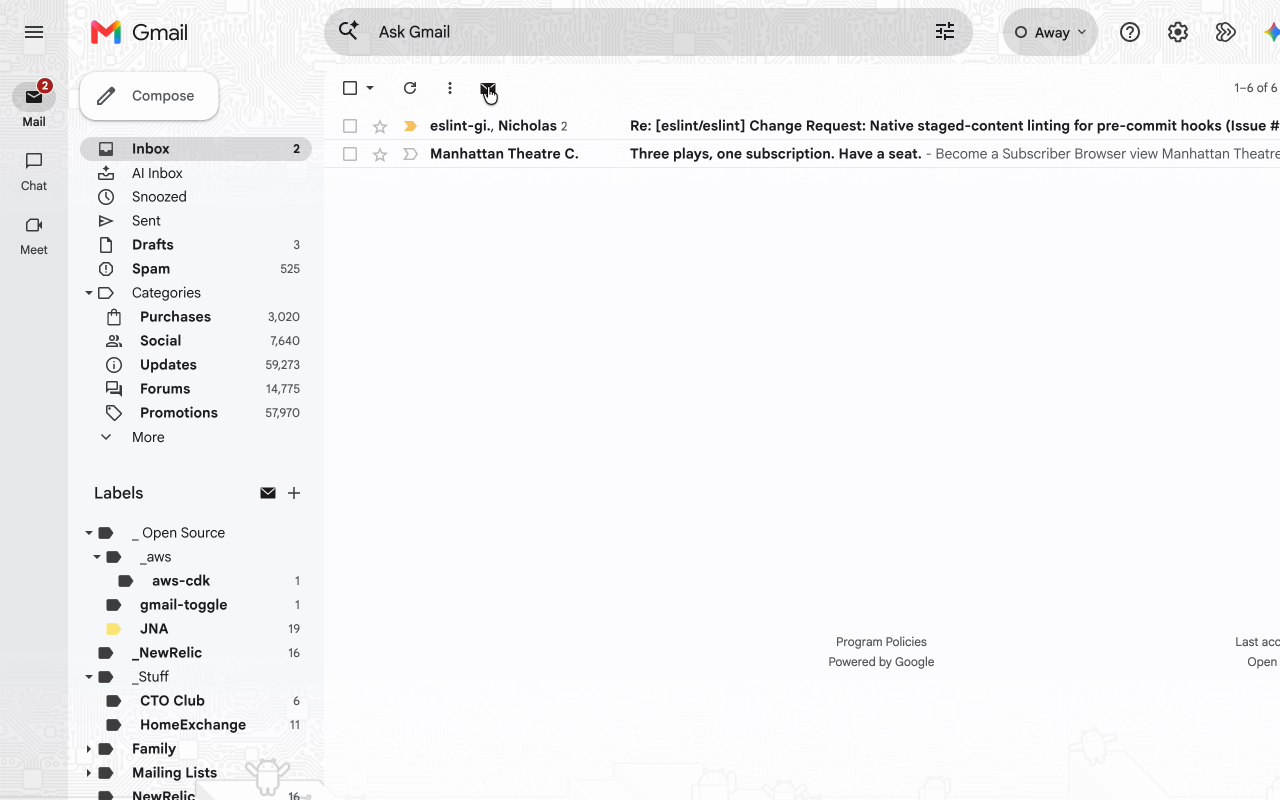 Gmail
Ask Gmail
Away
2
Mail
Chat
Meet
Compose
Inbox 2
AI Inbox
Snoozed
Sent
Drafts 3
Spam 525
Categories
Purchases 3,020
Social 7,640
Updates 59,273
Forums 14,775
Promotions 57,970
More
Labels
_ Open Source
_aws
aws-cdk 1
gmail-toggle 1
JNA 19
_NewRelic 16
_Stuff
CTO Club 6
HomeExchange 11
Family
Mailing Lists
NewRelic 16
1–6 of 6
eslint-gi., Nicholas 2 Re: [eslint/eslint] Change Request: Native staged-content linting for pre-commit hooks (Issue #
Manhattan Theatre C. Three plays, one subscription. Have a seat. - Become a Subscriber Browser view Manhattan Theatre
Program Policies
Powered by Google
Last acc
Open